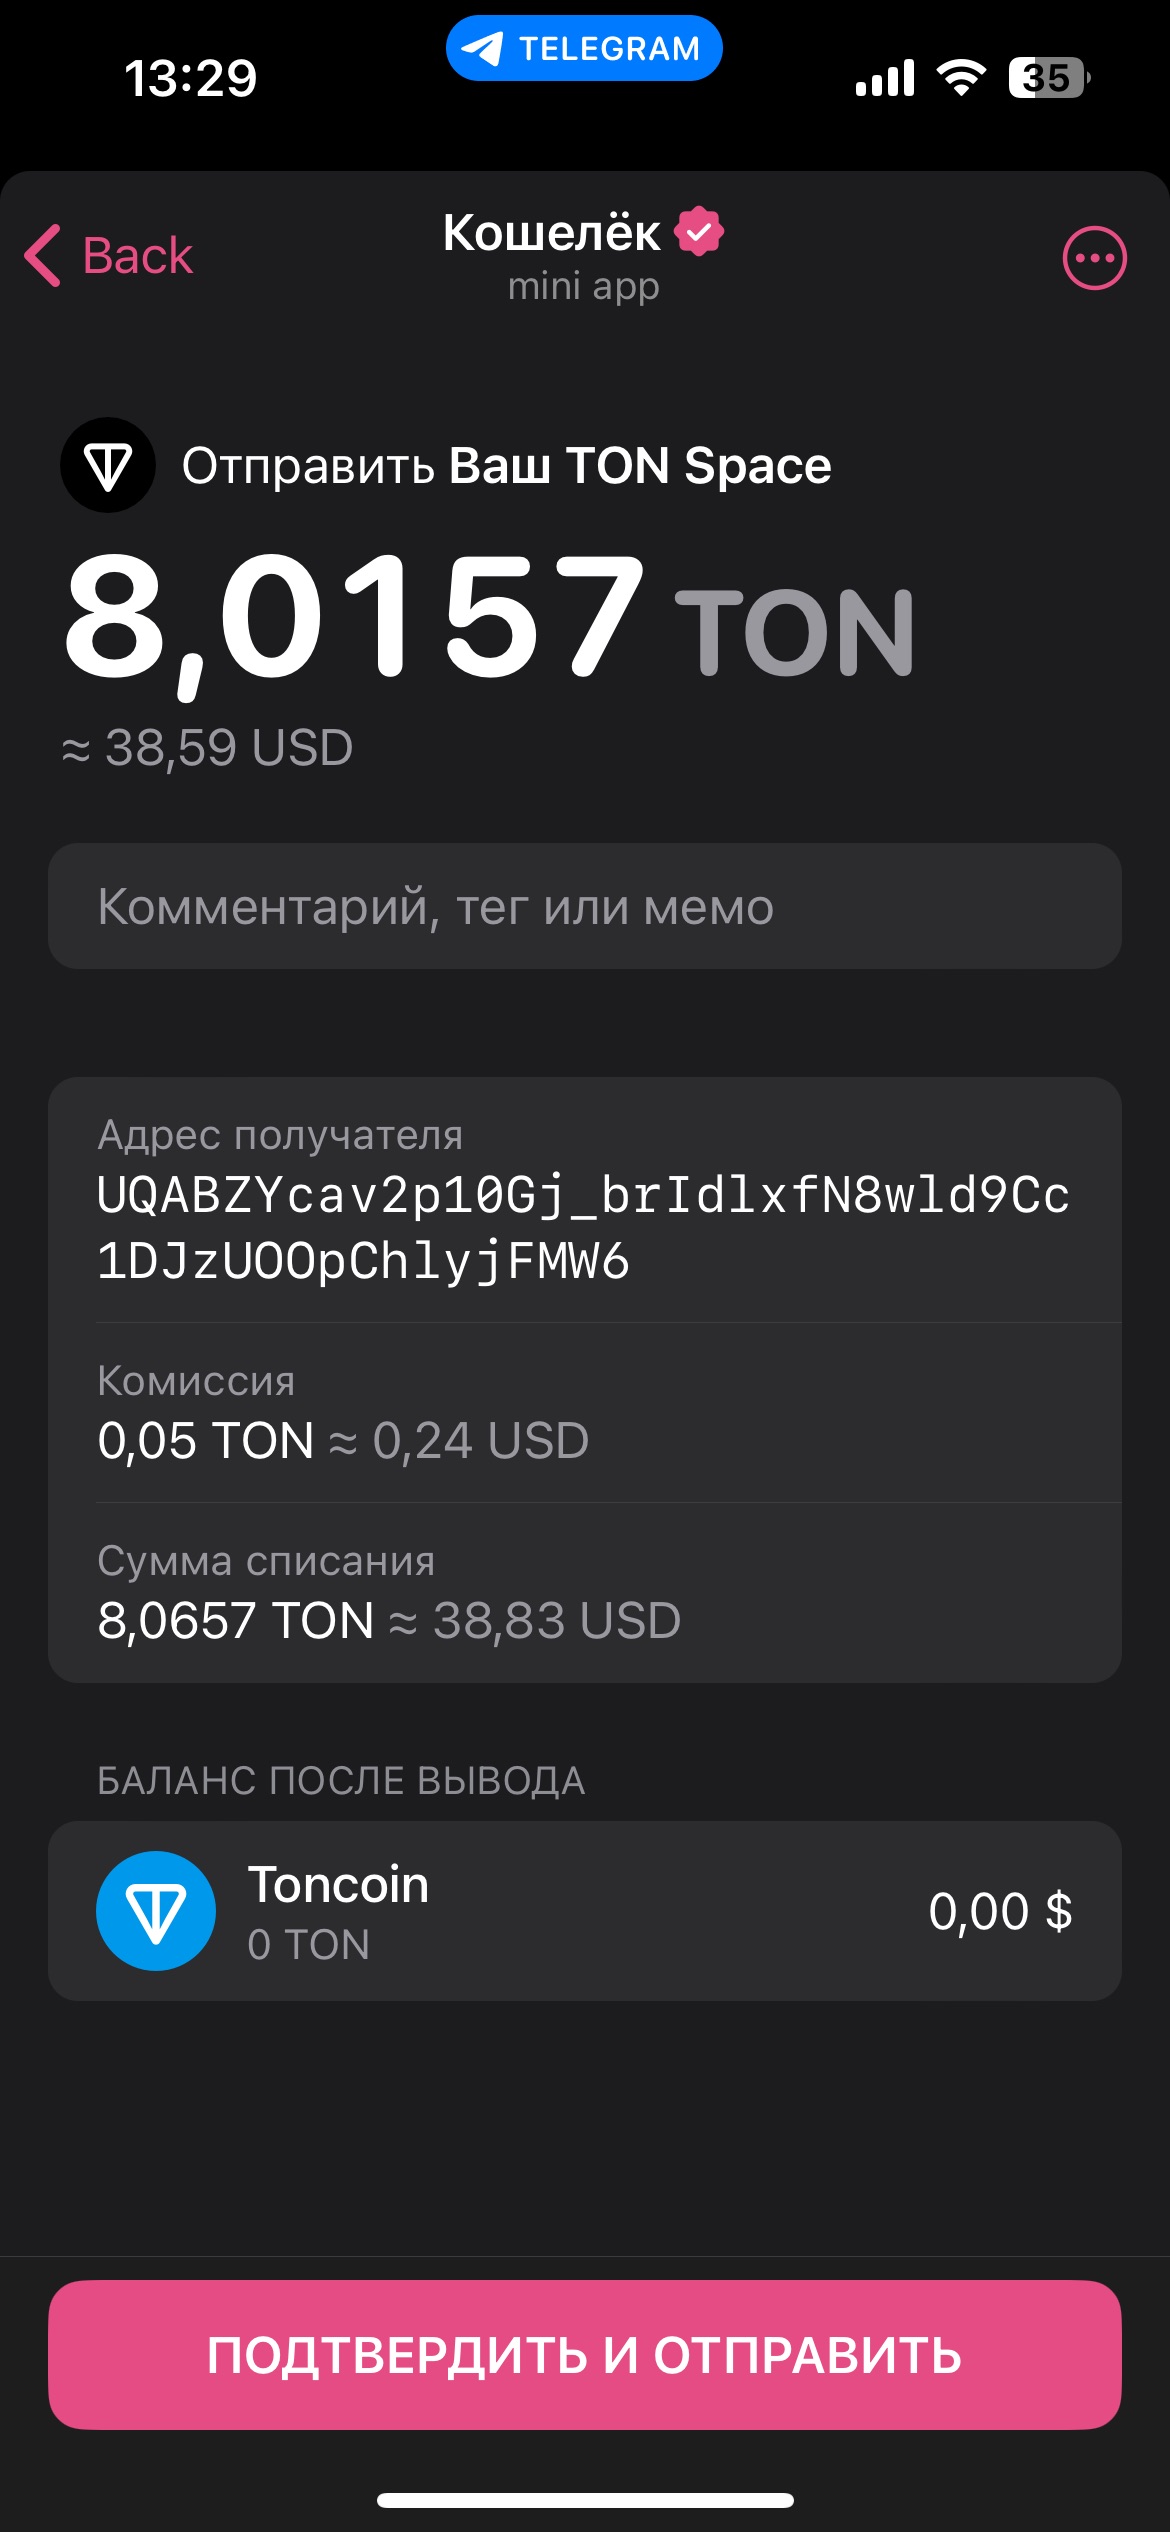 13:29
TELEGRAM
35
Back
Кошелёк
mini app
Отправить Ваш TON Space
8,0157 TON
≈ 38,59 USD
Комментарий, тег или мемо
Адрес получателя
UQABZYcav2p10Gj_brIdlxfN8wld9Cc
1DJzUOOpChlyjFMW6
Комиссия
0,05 TON ≈ 0,24 USD
Сумма списания
8,0657 TON ≈ 38,83 USD
БАЛАНС ПОСЛЕ ВЫВОДА
Toncoin
0 TON
0,00 $
ПОДТВЕРДИТЬ И ОТПРАВИТЬ